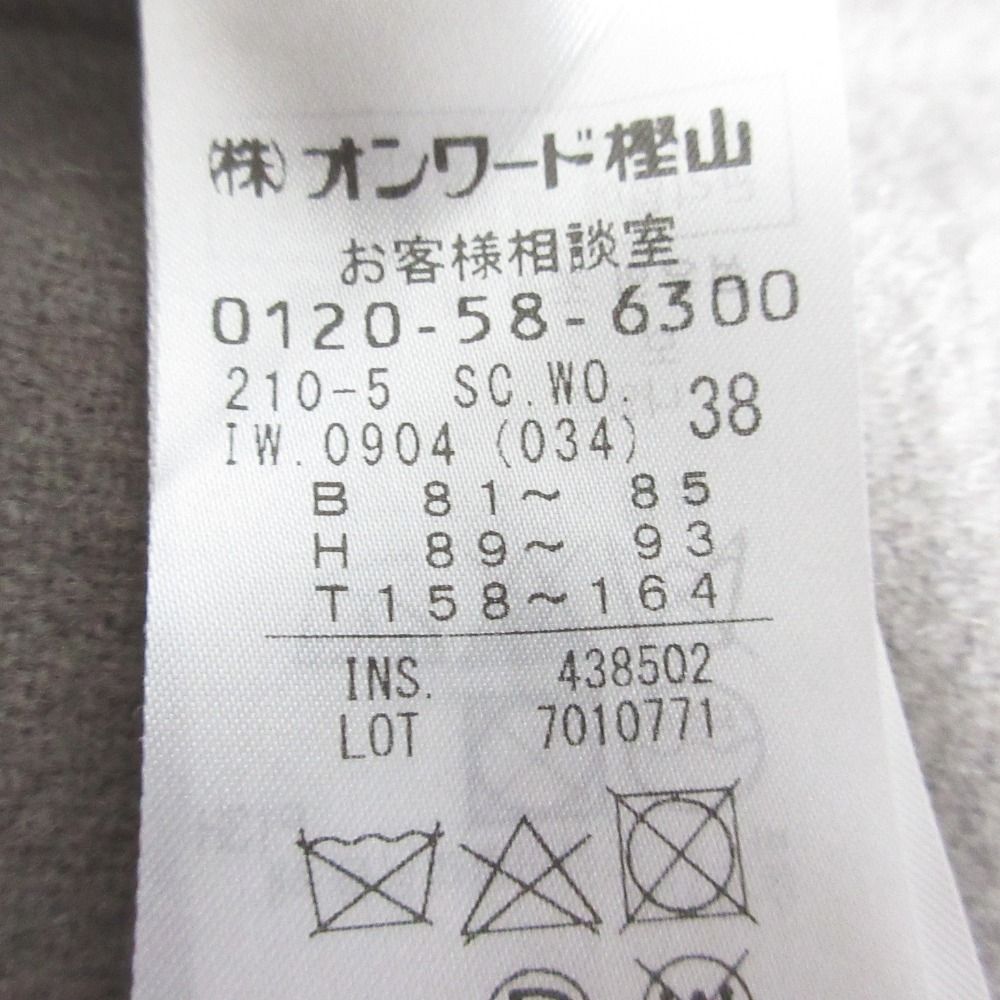 ㈱オンワード樫山
お客様相談室
0120-58-6300
210-5 SC.WO. 38
IW.0904 (034)
B 81～ 85
H 89～ 93
T158～164
INS. 438502
LOT 7010771